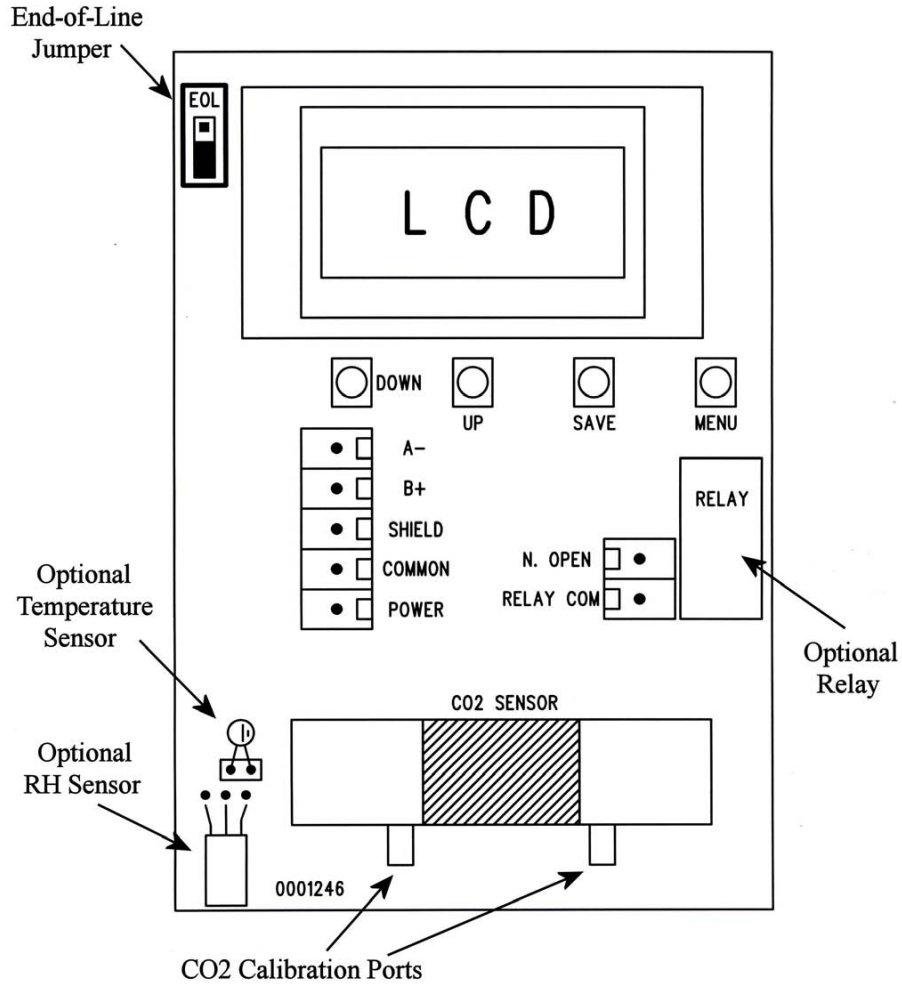 End-of-Line
Jumper
EOL
L C D
DOWN
UP
SAVE
MENU
A-
B+
SHIELD
COMMON
POWER
RELAY
N. OPEN
RELAY COM
Optional
Temperature
Sensor
Optional
Relay
CO2 SENSOR
Optional
RH Sensor
0001246
CO2 Calibration Ports